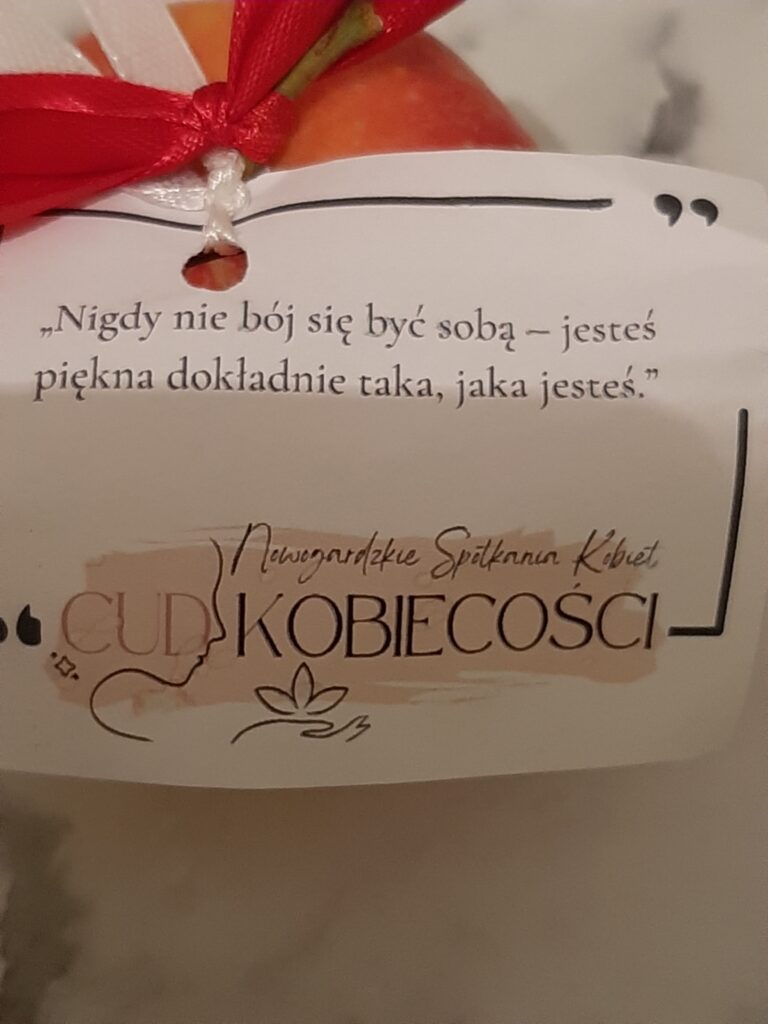 „Nigdy nie bój się być sobą – jesteś
piękna dokładnie taka, jaka jesteś.”
Nowogardzkie Spotkania Kobiet
CUD KOBIECOŚCI